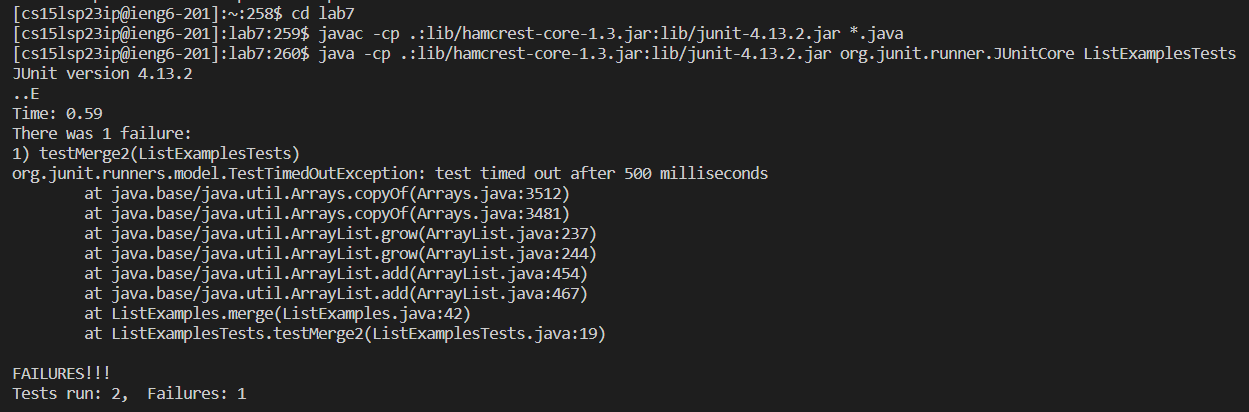 [cs15lsp23ip@ieng6-201]:~:258$ cd lab7
[cs15lsp23ip@ieng6-201]:lab7:259$ javac -cp .:lib/hamcrest-core-1.3.jar:lib/junit-4.13.2.jar *.java
[cs15lsp23ip@ieng6-201]:lab7:260$ java -cp .:lib/hamcrest-core-1.3.jar:lib/junit-4.13.2.jar org.junit.runner.JUnitCore ListExamplesTests
JUnit version 4.13.2
..E
Time: 0.59
There was 1 failure:
1) testMerge2(ListExamplesTests)
org.junit.runners.model.TestTimedOutException: test timed out after 500 milliseconds
        at java.base/java.util.Arrays.copyOf(Arrays.java:3512)
        at java.base/java.util.Arrays.copyOf(Arrays.java:3481)
        at java.base/java.util.ArrayList.grow(ArrayList.java:237)
        at java.base/java.util.ArrayList.grow(ArrayList.java:244)
        at java.base/java.util.ArrayList.add(ArrayList.java:454)
        at java.base/java.util.ArrayList.add(ArrayList.java:467)
        at ListExamples.merge(ListExamples.java:42)
        at ListExamplesTests.testMerge2(ListExamplesTests.java:19)

FAILURES!!!
Tests run: 2,  Failures: 1